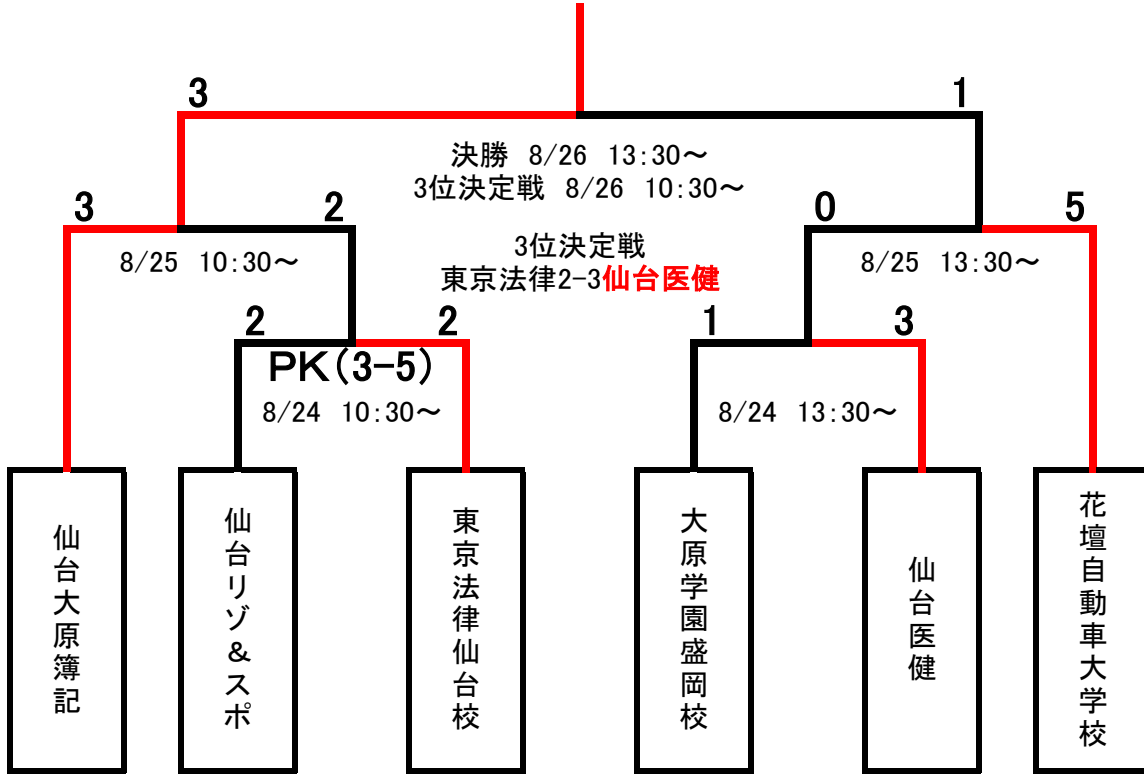 3 1
決勝 8/26 13:30～
3位決定戦 8/26 10:30～
3 2 0 5
8/25 10:30～
3位決定戦
東京法律2-3仙台医健
8/25 13:30～
2 2 1 3
PK(3-5)
8/24 10:30～
8/24 13:30～
仙台大原簿記
仙台リゾ＆スポ
東京法律仙台校
大原学園盛岡校
仙台医健
花壇自動車大学校